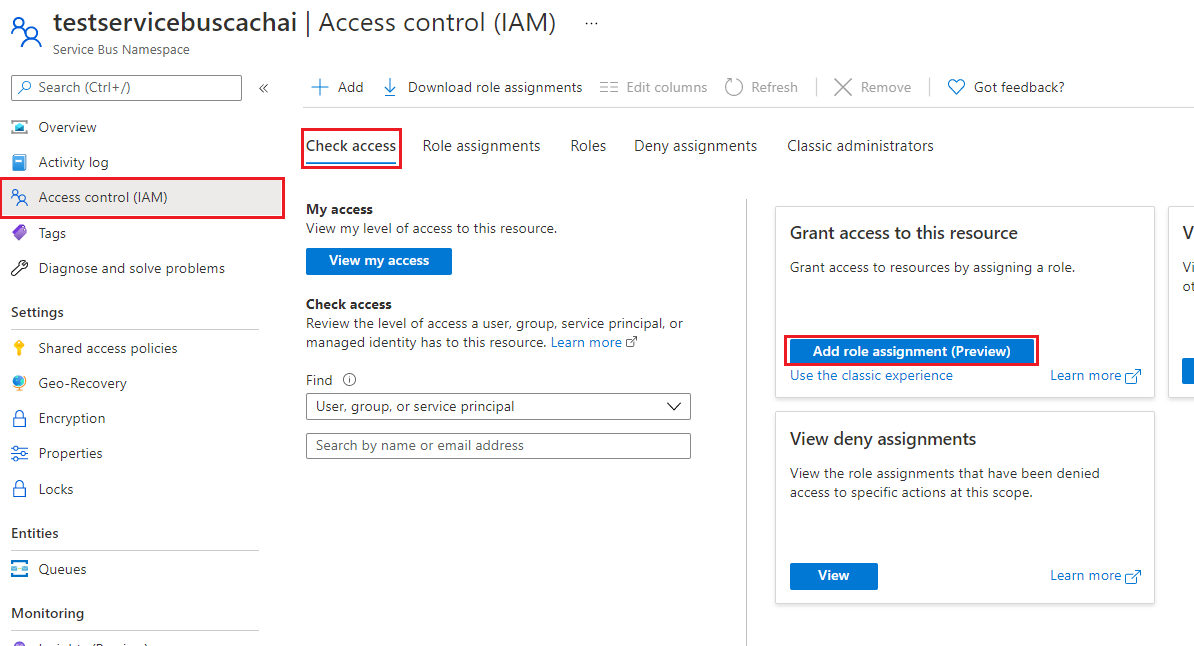 testservicebuscachai | Access control (IAM) ...
Service Bus Namespace
Search (Ctrl+/) «
Add Download role assignments Edit columns Refresh Remove Got feedback?
Overview
Activity log
Access control (IAM)
Tags
Diagnose and solve problems
Settings
Shared access policies
Geo-Recovery
Encryption
Properties
Locks
Entities
Queues
Monitoring
Check access Role assignments Roles Deny assignments Classic administrators
My access
View my level of access to this resource.
View my access
Check access
Review the level of access a user, group, service principal, or
managed identity has to this resource. Learn more
Find
User, group, or service principal
Search by name or email address
Grant access to this resource
Grant access to resources by assigning a role.
Add role assignment (Preview)
Use the classic experience Learn more
View deny assignments
View the role assignments that have been denied
access to specific actions at this scope.
View Learn more